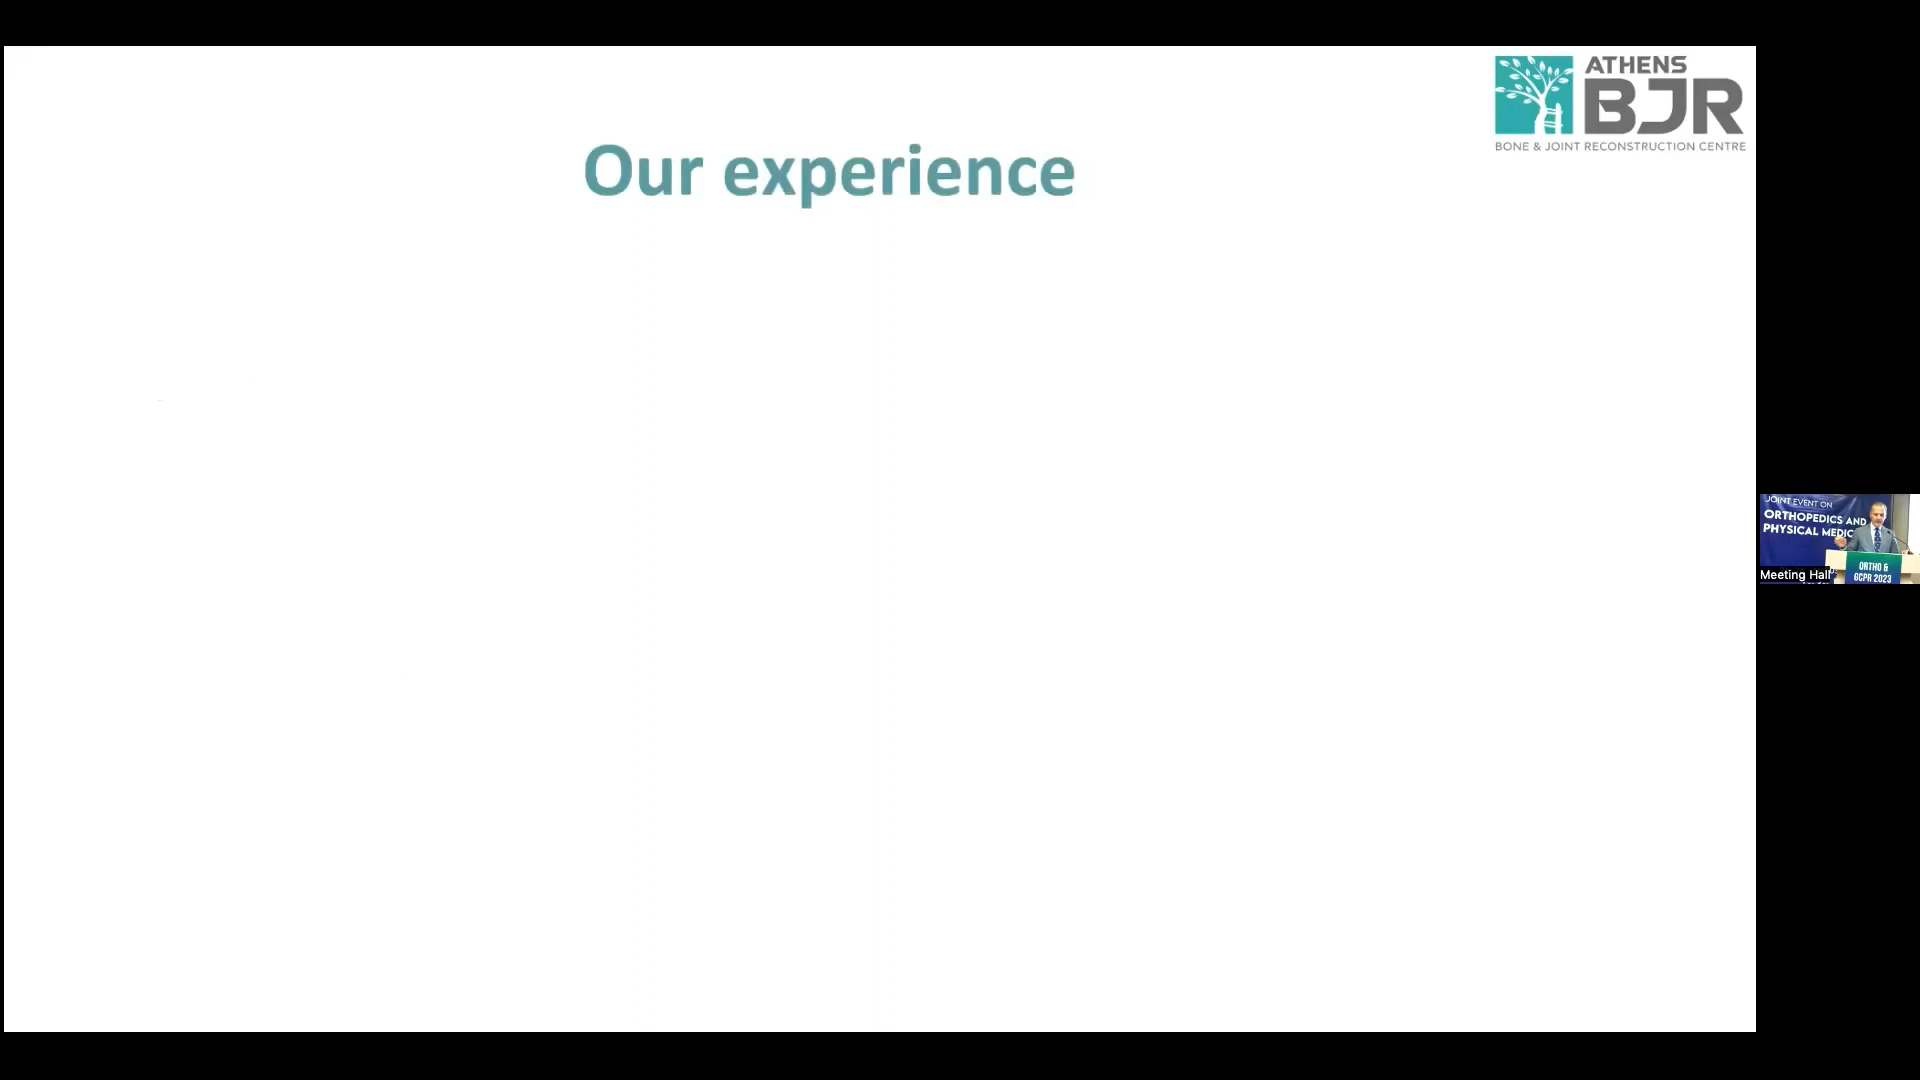 ATHENS
BJR
BONE & JOINT RECONSTRUCTION CENTRE
Our experience
JOINT EVENT ON
ORTHOPEDICS AND
PHYSICAL MEDIC
ORTHO &
GCPR 2023
Meeting Hall